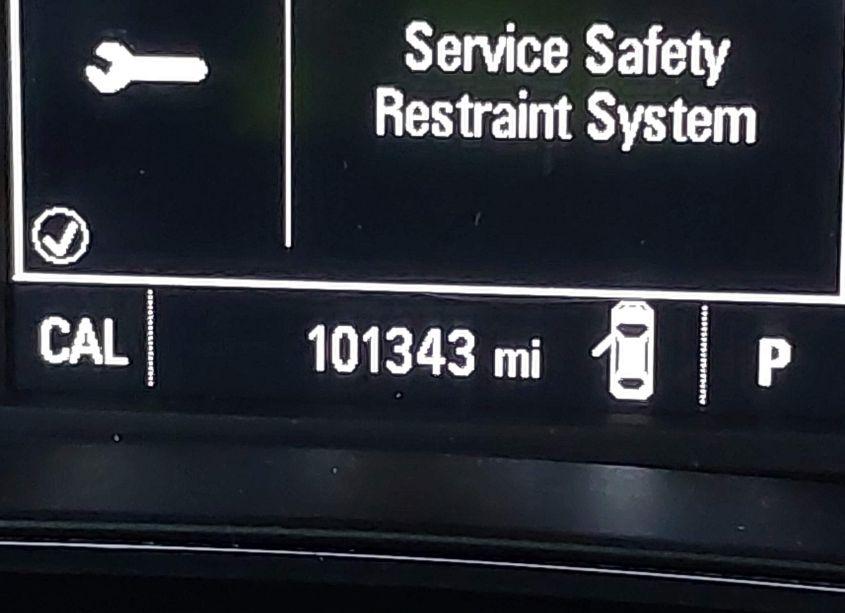 Service Safety
Restraint System
CAL
101343 mi
P